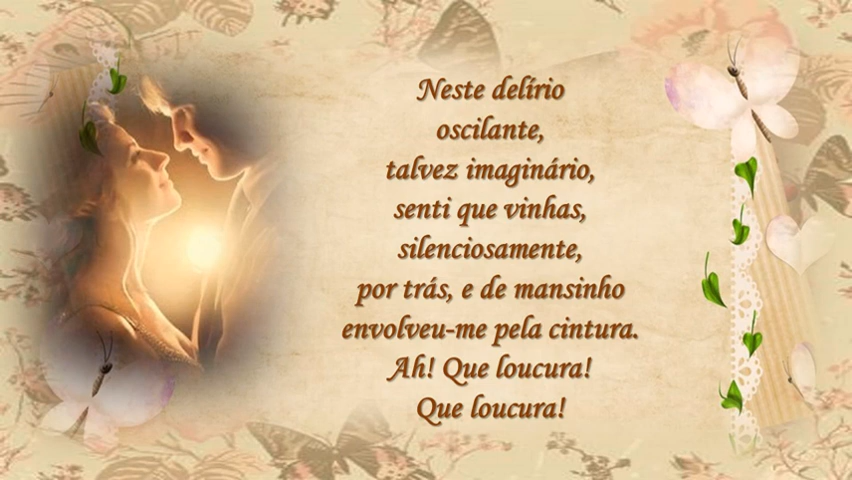 Neste delírio
oscilante,
talvez imaginário,
senti que vinhas,
silenciosamente,
por trás, e de mansinho
envolveu-me pela cintura.
Ah! Que loucura!
Que loucura!